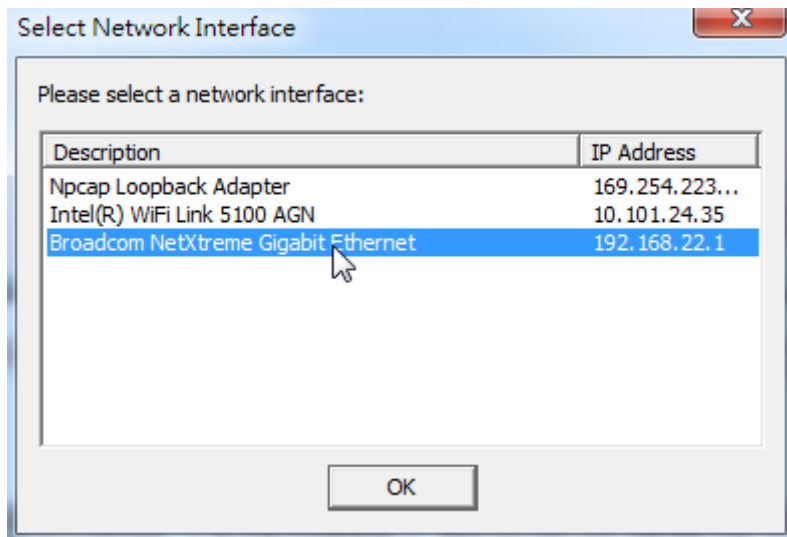 Select Network Interface
Please select a network interface:
Description IP Address
Npcap Loopback Adapter 169.254.223...
Intel(R) WiFi Link 5100 AGN 10.101.24.35
Broadcom NetXtreme Gigabit Ethernet 192.168.22.1
OK